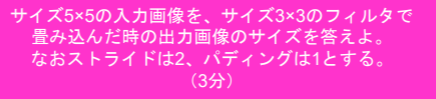 サイズ5×5の入力画像を、サイズ3×3のフィルタで
畳み込んだ時の出力画像のサイズを答えよ。
なおストライドは2、パディングは1とする。
（3分）